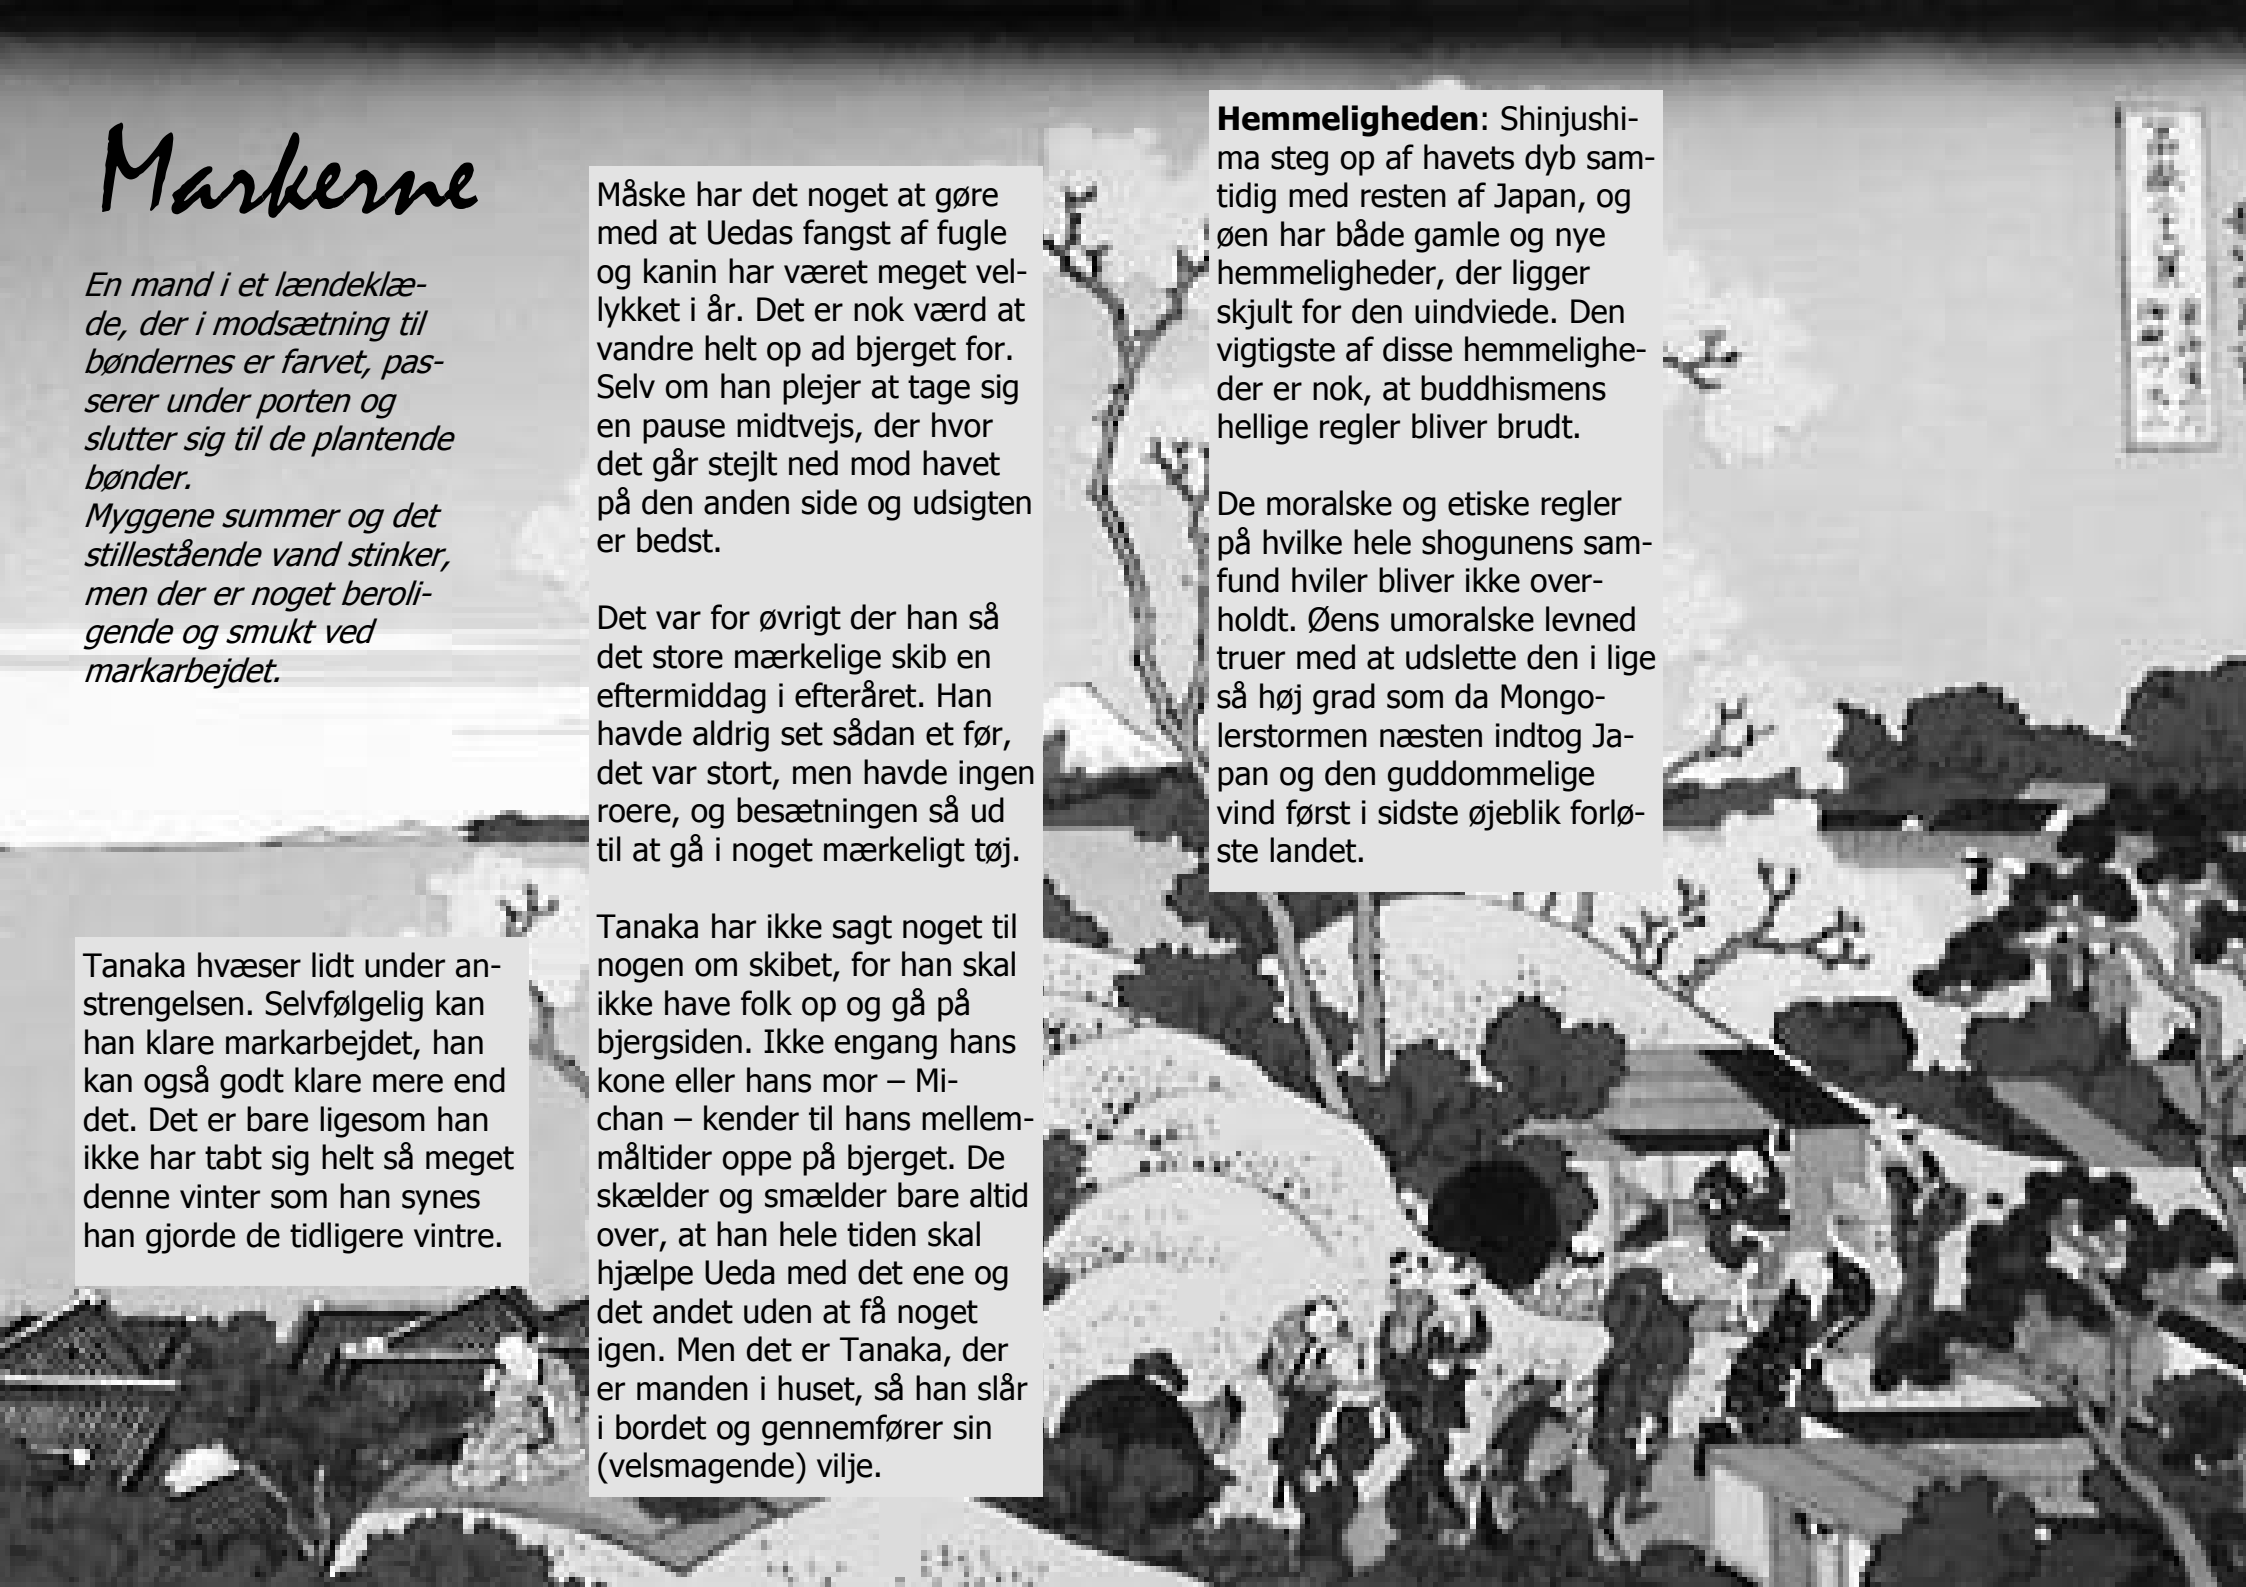 Markerne
En mand i et lændeklæ-
de, der i modsætning til
bøndernes er farvet, pas-
serer under porten og
slutter sig til de plantende
bønder.
Myggene summer og det
stillestående vand stinker,
men der er noget beroli-
gende og smukt ved
markarbejdet.
Tanaka hvæser lidt under an-
strengelsen. Selvfølgelig kan
han klare markarbejdet, han
kan også godt klare mere end
det. Det er bare ligesom han
ikke har tabt sig helt så meget
denne vinter som han synes
han gjorde de tidligere vintre.
Måske har det noget at gøre
med at Uedas fangst af fugle
og kanin har været meget vel-
lykket i år. Det er nok værd at
vandre helt op ad bjerget for.
Selv om han plejer at tage sig
en pause midtvejs, der hvor
det går stejlt ned mod havet
på den anden side og udsigten
er bedst.
Det var for øvrigt der han så
det store mærkelige skib en
eftermiddag i efteråret. Han
havde aldrig set sådan et før,
det var stort, men havde ingen
roere, og besætningen så ud
til at gå i noget mærkeligt tøj.
Tanaka har ikke sagt noget til
nogen om skibet, for han skal
ikke have folk op og gå på
bjergsiden. Ikke engang hans
kone eller hans mor – Mi-
chan – kender til hans mellem-
måltider oppe på bjerget. De
skælder og smælder bare altid
over, at han hele tiden skal
hjælpe Ueda med det ene og
det andet uden at få noget
igen. Men det er Tanaka, der
er manden i huset, så han slår
i bordet og gennemfører sin
(velsmagende) vilje.
Hemmeligheden: Shinjushi-
ma steg op af havets dyb sam-
tidig med resten af Japan, og
øen har både gamle og nye
hemmeligheder, der ligger
skjult for den uindviede. Den
vigtigste af disse hemmelighe-
der er nok, at buddhismens
hellige regler bliver brudt.
De moralske og etiske regler
på hvilke hele shogunens sam-
fund hviler bliver ikke over-
holdt. Øens umoralske levned
truer med at udslette den i lige
så høj grad som da Mongo-
lerstormen næsten indtog Ja-
pan og den guddommelige
vind først i sidste øjeblik forlø-
ste landet.